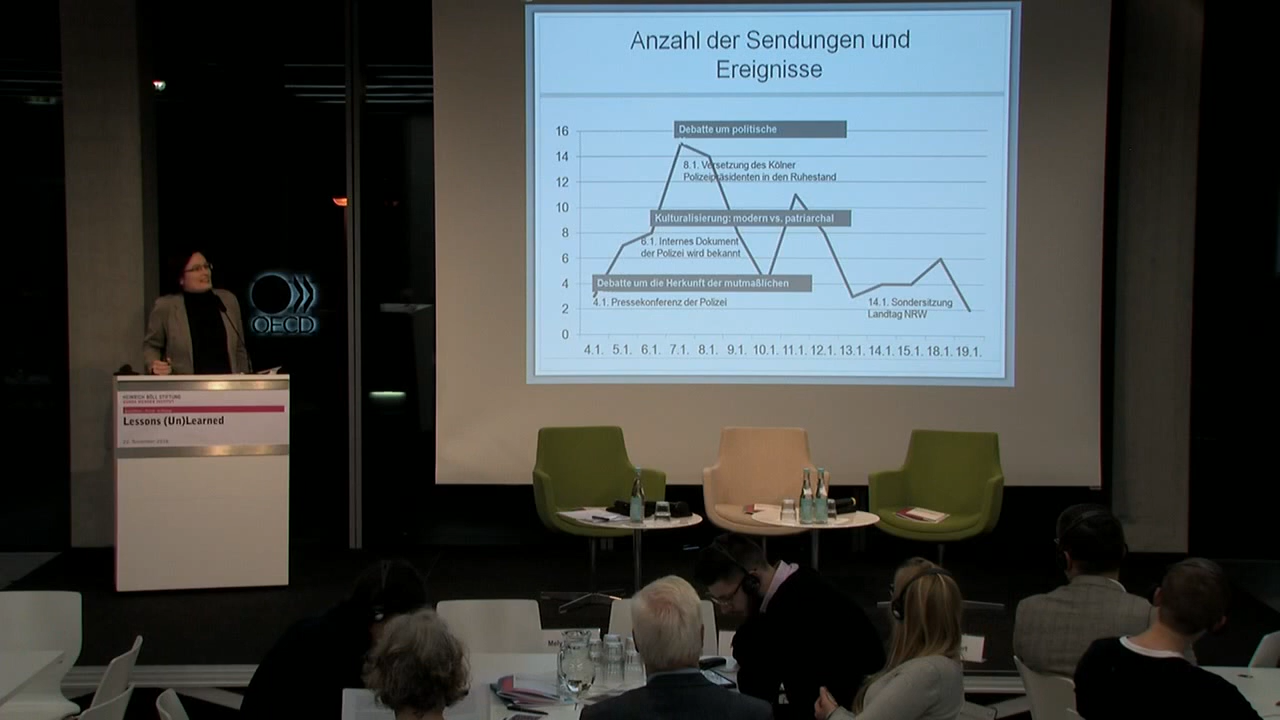 Anzahl der Sendungen und
Ereignisse
16
14
12
10
8
6
4
2
0
Debatte um politische
8.1. Versetzung des Kölner
Polizeipräsidenten in den Ruhestand
Kulturalisierung: modern vs. patriarchal
6.1. Internes Dokument
der Polizei wird bekannt
Debatte um die Herkunft der mutmaßlichen
4.1. Pressekonferenz der Polizei
14.1. Sondersitzung
Landtag NRW
4.1. 5.1. 6.1. 7.1. 8.1. 9.1. 10.1. 11.1. 12.1. 13.1. 14.1. 15.1. 18.1. 19.1.
OECD
HEINRICH BÖLL STIFTUNG
Lessons (Un)Learned